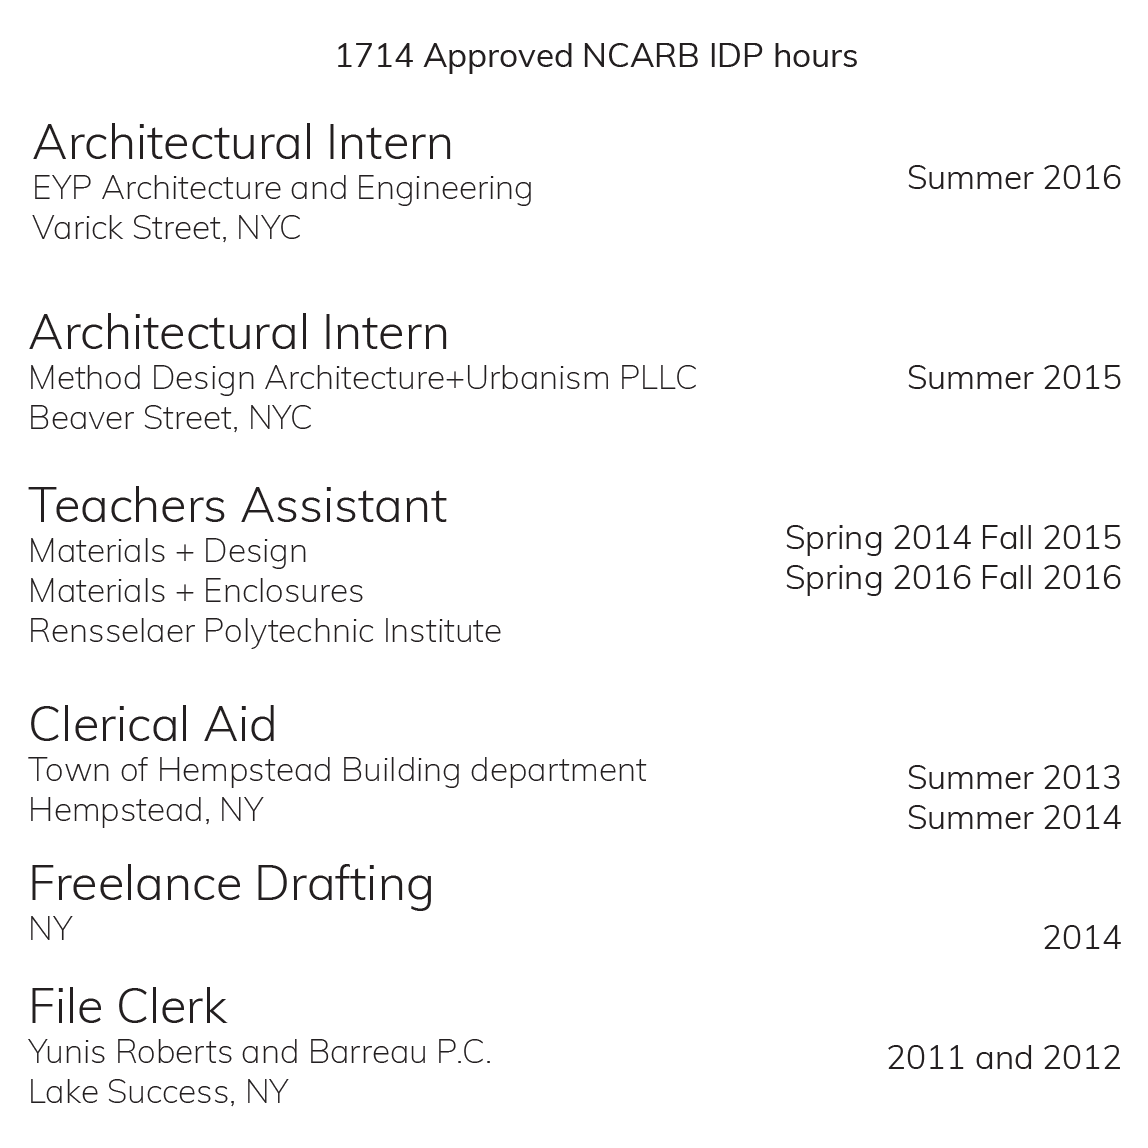 1714 Approved NCARB IDP hours
Architectural Intern
EYP Architecture and Engineering
Varick Street, NYC
Summer 2016
Architectural Intern
Method Design Architecture+Urbanism PLLC
Beaver Street, NYC
Summer 2015
Teachers Assistant
Materials + Design
Materials + Enclosures
Rensselaer Polytechnic Institute
Spring 2014 Fall 2015
Spring 2016 Fall 2016
Clerical Aid
Town of Hempstead Building department
Hempstead, NY
Summer 2013
Summer 2014
Freelance Drafting
NY
2014
File Clerk
Yunis Roberts and Barreau P.C.
Lake Success, NY
2011 and 2012